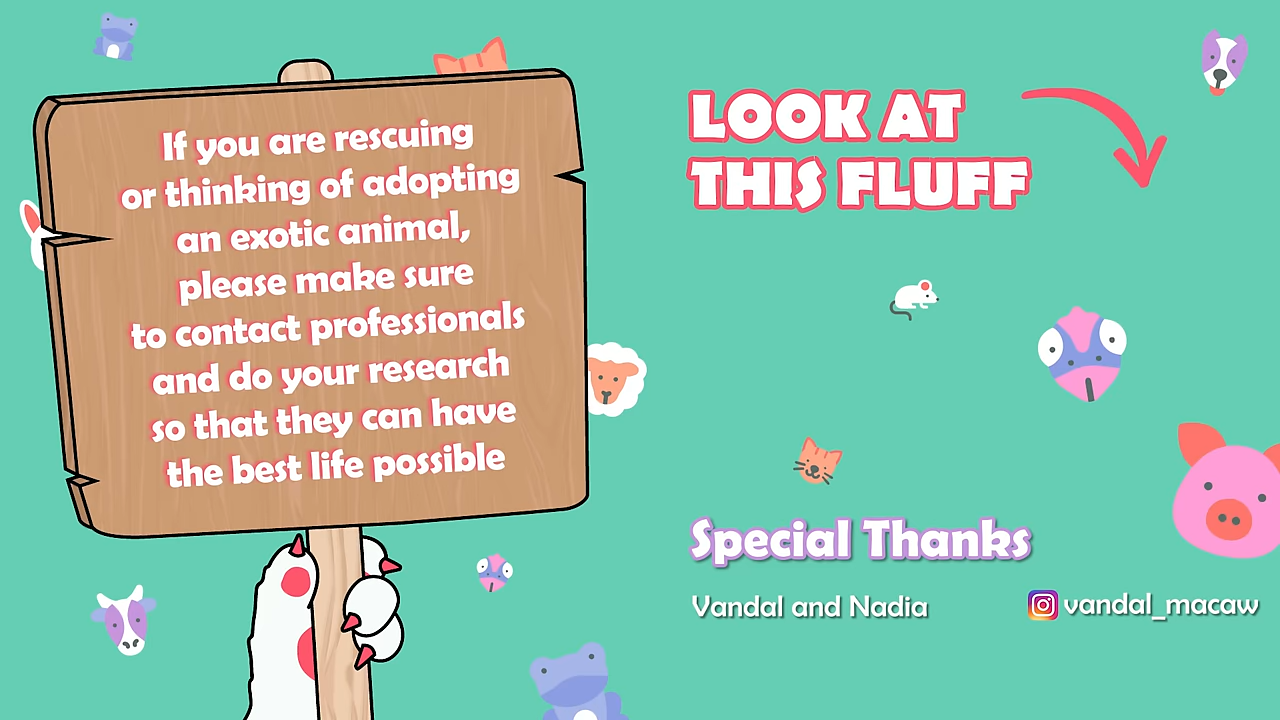 If you are rescuing
or thinking of adopting
an exotic animal,
please make sure
to contact professionals
and do your research
so that they can have
the best life possible
LOOK AT
THIS FLUFF
Special Thanks
Vandal and Nadia
vandal_macaw